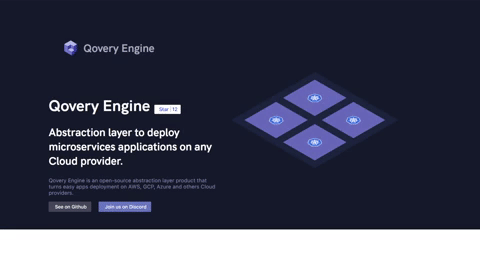 Qovery Engine
Qovery Engine
Star 12
Abstraction layer to deploy
microservices applications on any
Cloud provider.
Qovery Engine is an open-source abstraction layer product that
turns easy apps deployment on AWS, GCP, Azure and others Cloud
providers.
See on Github
Join us on Discord